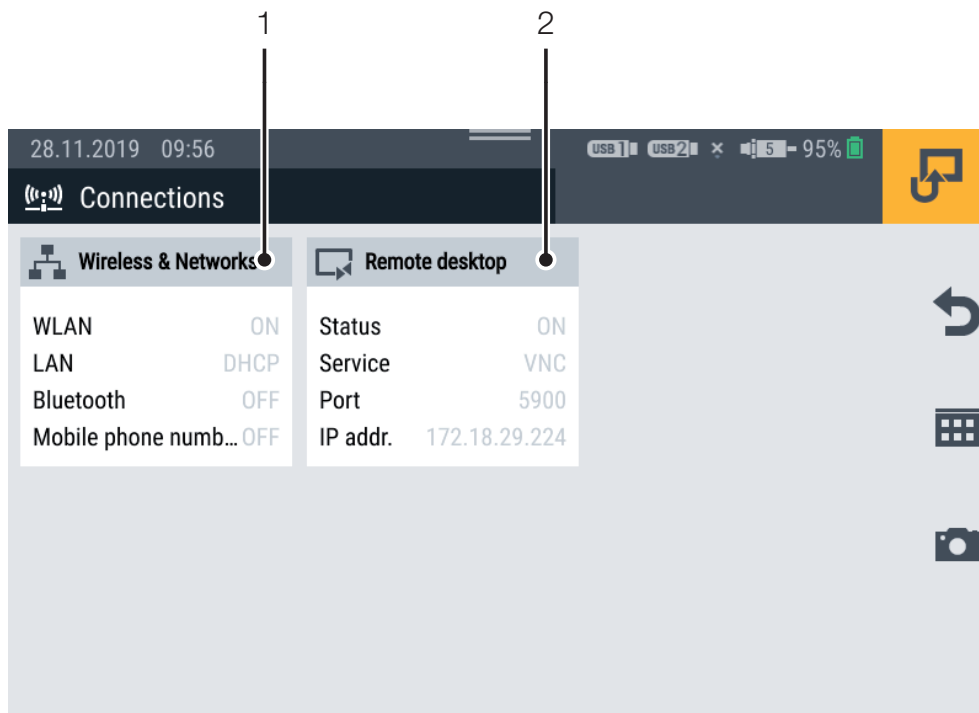 1 2
28.11.2019 09:56 USB 1 USB 2 5 95%
Connections
Wireless & Networks Remote desktop
WLAN ON Status ON
LAN DHCP Service VNC
Bluetooth OFF Port 5900
Mobile phone numb... OFF IP addr. 172.18.29.224